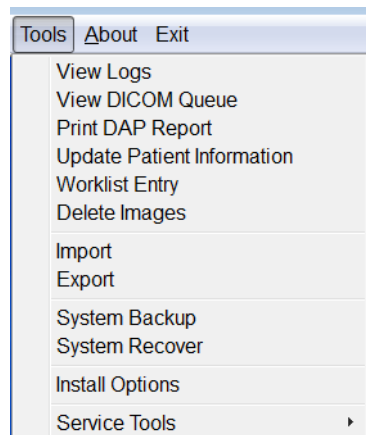 Tools About Exit
View Logs
View DICOM Queue
Print DAP Report
Update Patient Information
Worklist Entry
Delete Images
Import
Export
System Backup
System Recover
Install Options
Service Tools